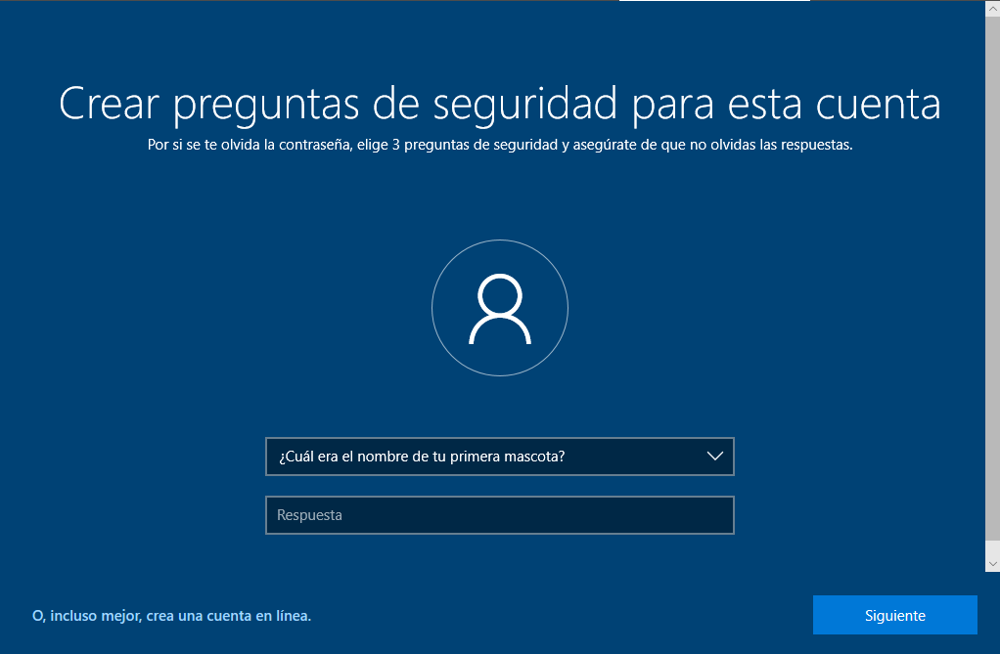 Crear preguntas de seguridad para esta cuenta
Por si se te olvida la contraseña, elige 3 preguntas de seguridad y asegúrate de que no olvidas las respuestas.
¿Cuál era el nombre de tu primera mascota?
Respuesta
O, incluso mejor, crea una cuenta en línea.
Siguiente